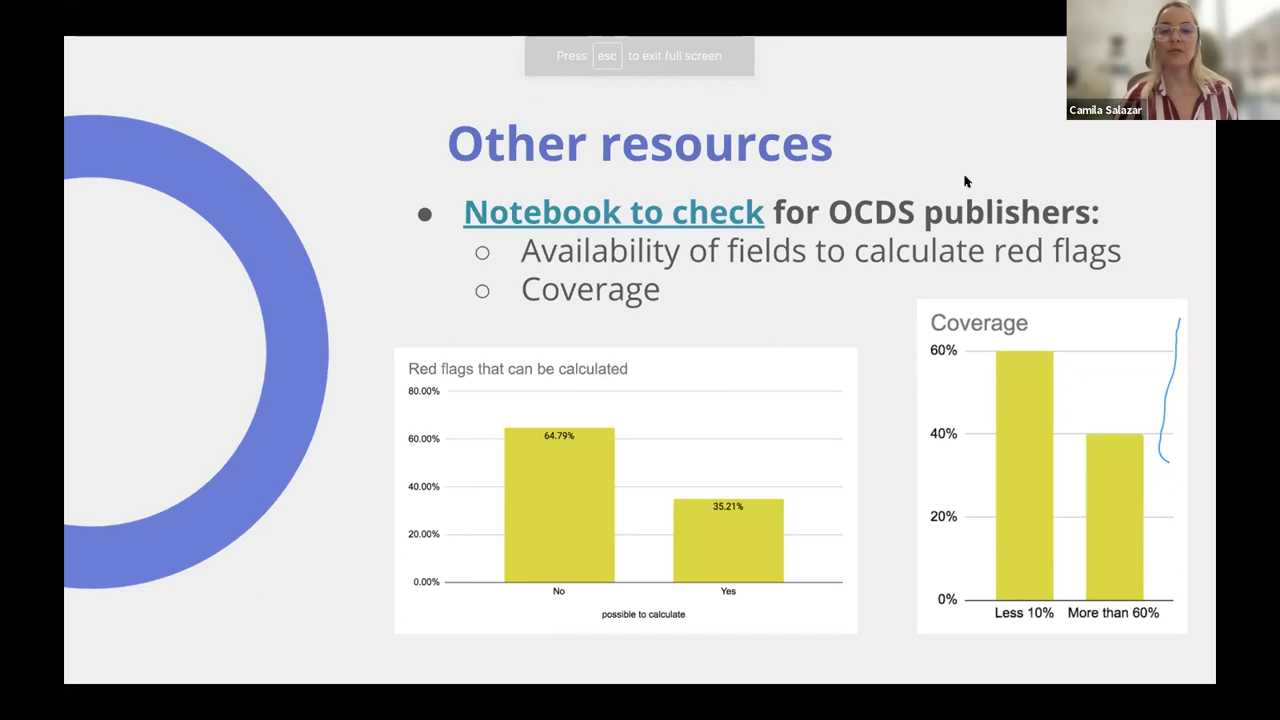 Press esc to exit full screen
Camila Salazar
Other resources
● Notebook to check for OCDS publishers:
○ Availability of fields to calculate red flags
○ Coverage
Red flags that can be calculated
80.00%
60.00%
40.00%
20.00%
0.00%
64.79%
35.21%
No Yes
possible to calculate
Coverage
60%
40%
20%
0%
Less 10% More than 60%